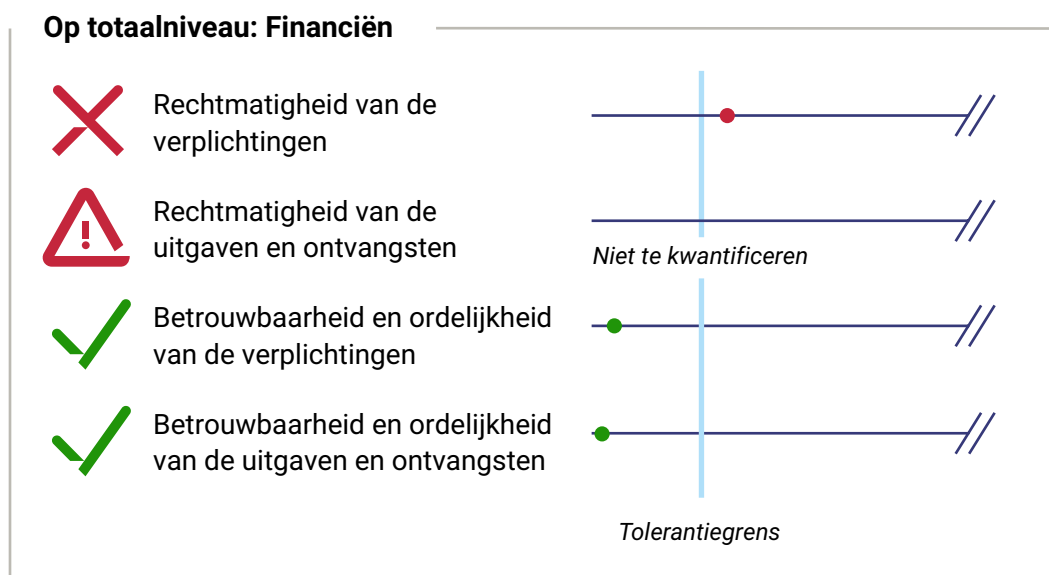 Op totaalniveau: Financiën
Rechtmatigheid van de
verplichtingen
Rechtmatigheid van de
uitgaven en ontvangsten
Niet te kwantificeren
Betrouwbaarheid en ordelijkheid
van de verplichtingen
Betrouwbaarheid en ordelijkheid
van de uitgaven en ontvangsten
Tolerantiegrens